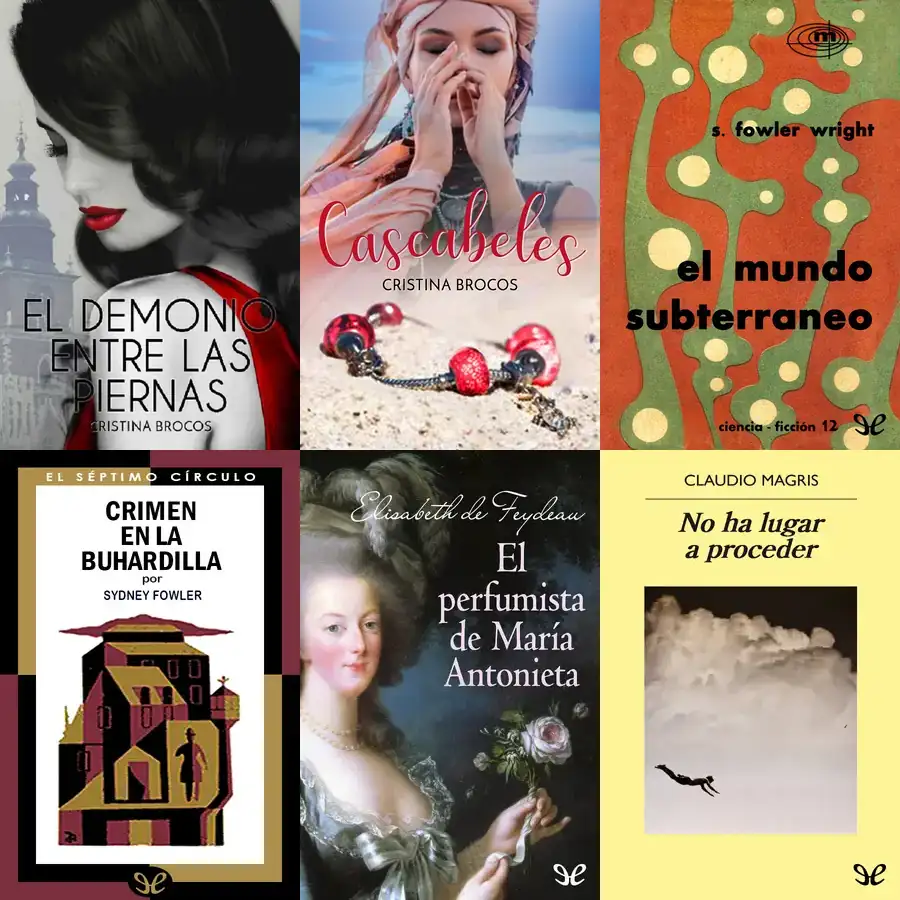 EL DEMONIO
ENTRE LAS
PIERNAS
CRISTINA BROCOS
Cascabeles
CRISTINA BROCOS
m
s. fowler wright
el mundo
subterraneo
ciencia - ficción 12
EL SÉPTIMO CÍRCULO
CRIMEN
EN LA
BUHARDILLA
por
SYDNEY FOWLER
Elisabeth de Feydeau
El
perfumista
de María
Antonieta
CLAUDIO MAGRIS
No ha lugar
a proceder